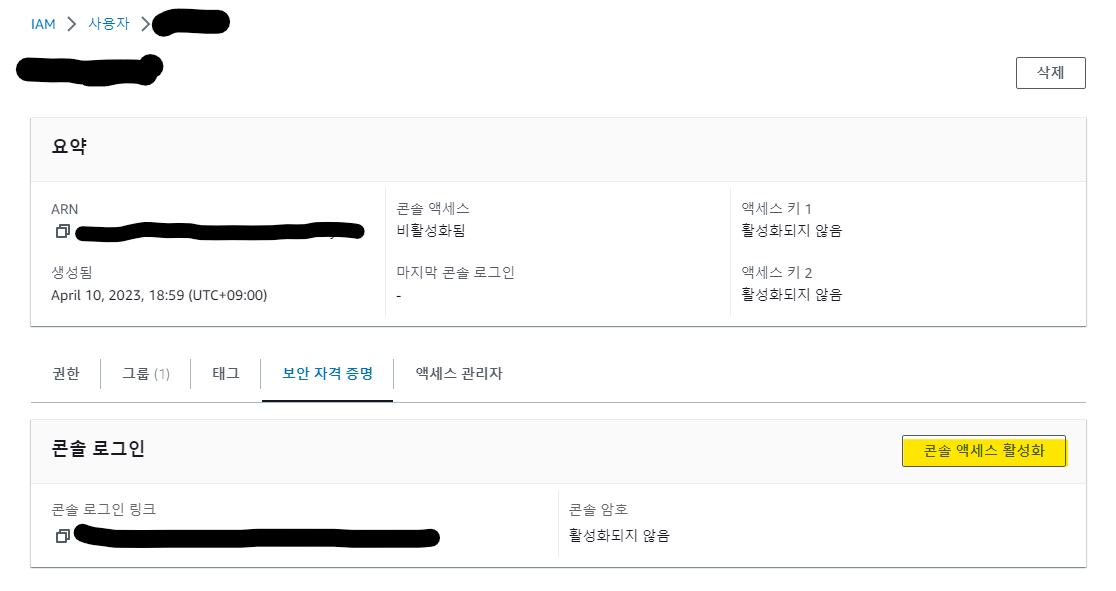 IAM > 사용자 >
삭제
요약
ARN
생성됨
April 10, 2023, 18:59 (UTC+09:00)
콘솔 액세스
비활성화됨
마지막 콘솔 로그인
-
액세스 키 1
활성화되지 않음
액세스 키 2
활성화되지 않음
권한 그룹 (1) 태그 보안 자격 증명 액세스 관리자
콘솔 로그인
콘솔 액세스 활성화
콘솔 로그인 링크
콘솔 암호
활성화되지 않음